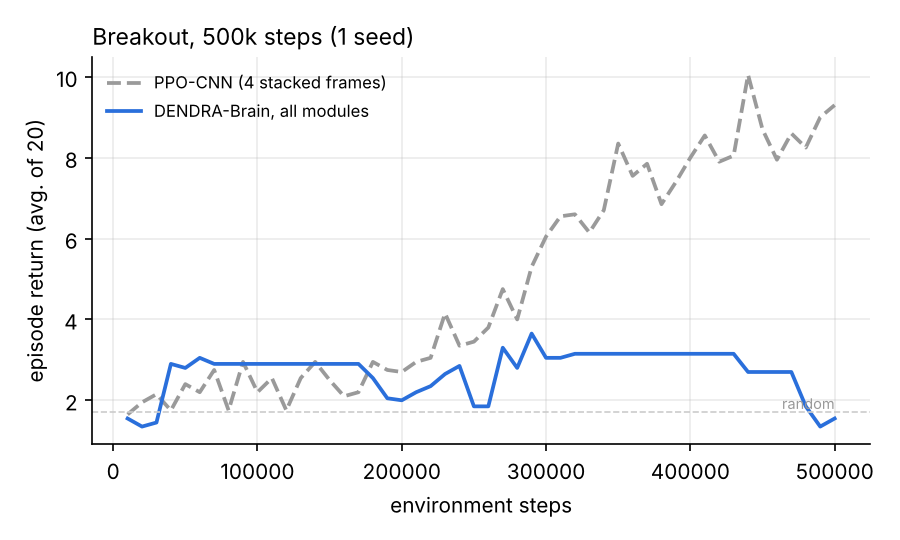 Breakout, 500k steps (1 seed)
PPO-CNN (4 stacked frames)
DENDRA-Brain, all modules
episode return (avg. of 20)
10
8
6
4
2
random
0 100000 200000 300000 400000 500000
environment steps